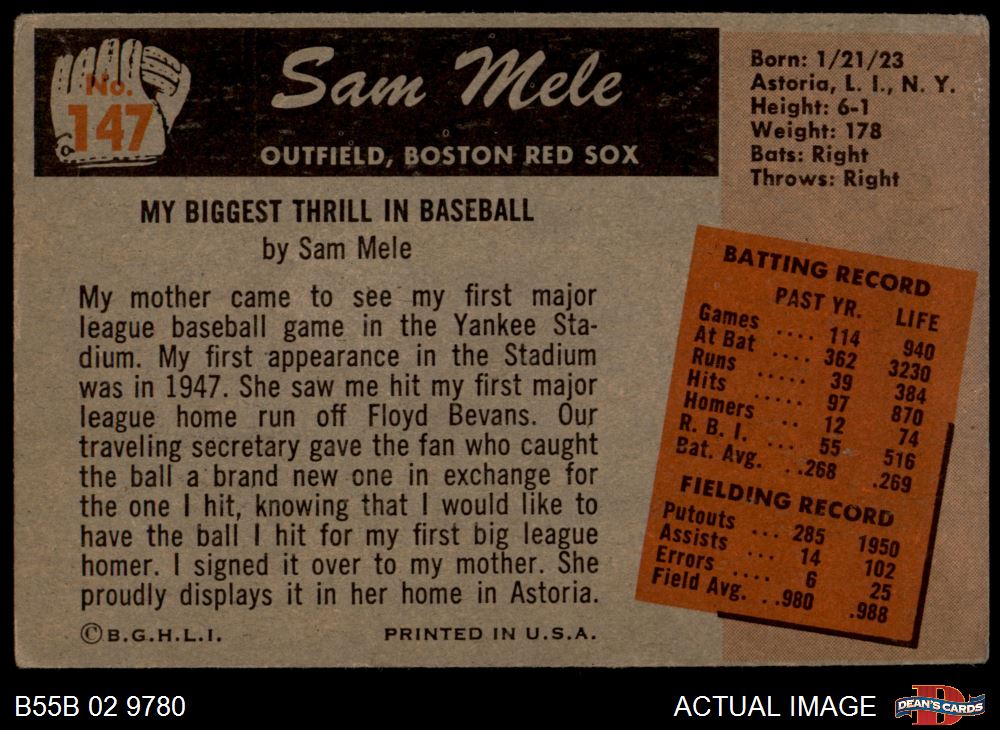 No.
147
Sam Mele
OUTFIELD, BOSTON RED SOX
MY BIGGEST THRILL IN BASEBALL
by Sam Mele
My mother came to see my first major
league baseball game in the Yankee Sta-
dium. My first appearance in the Stadium
was in 1947. She saw me hit my first major
league home run off Floyd Bevans. Our
traveling secretary gave the fan who caught
the ball a brand new one in exchange for
the one I hit, knowing that I would like to
have the ball I hit for my first big league
homer. I signed it over to my mother. She
proudly displays it in her home in Astoria.
©B.G.H.L.I. PRINTED IN U.S.A.
Born: 1/21/23
Astoria, L. I., N. Y.
Height: 6-1
Weight: 178
Bats: Right
Throws: Right
BATTING RECORD
PAST YR. LIFE
Games .... 114 940
At Bat .... 362 3230
Runs ..... 39 384
Hits ..... 97 870
Homers .. 12 74
R. B. I. ... 55 516
Bat. Avg. ..268 .269
FIELDING RECORD
Putouts ... 285 1950
Assists ... 14 102
Errors .... 6 25
Field Avg. ..980 .988
B55B 02 9780
ACTUAL IMAGE
D
DEAN'S CARDS